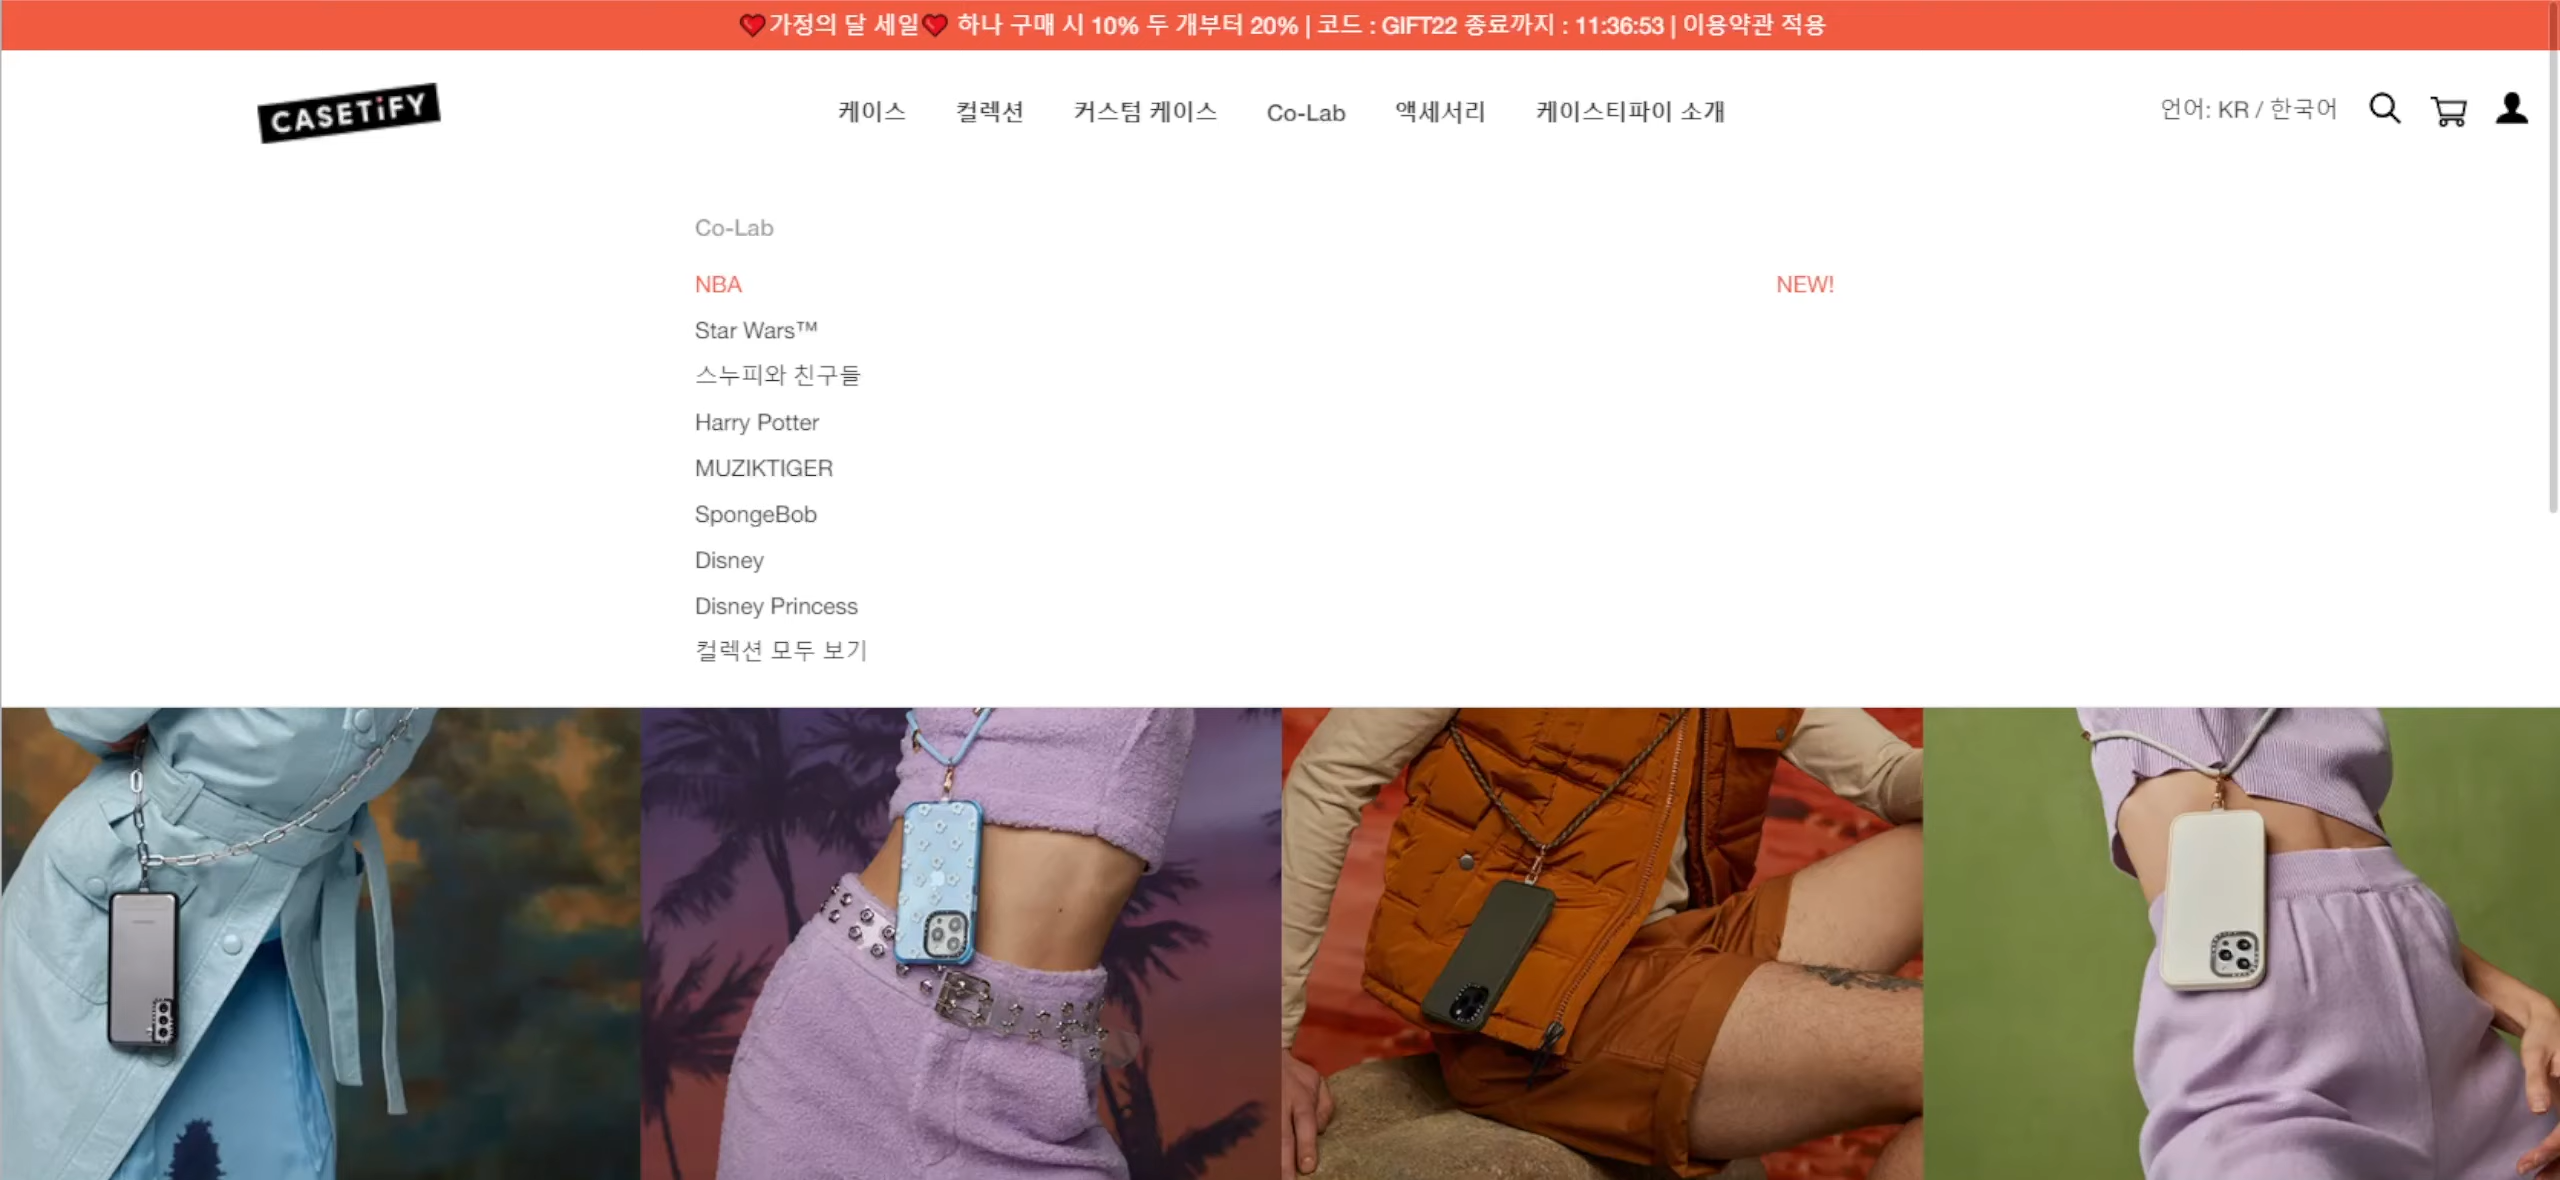 ❤️가정의 달 세일❤️ 하나 구매 시 10% 두 개부터 20% | 코드 : GIFT22 종료까지 : 11:36:53 | 이용약관 적용
CASETiFY
케이스 컬렉션 커스텀 케이스 Co-Lab 액세서리 케이스티파이 소개
언어: KR / 한국어
Co-Lab
NBA NEW!
Star Wars™
스누피와 친구들
Harry Potter
MUZIKTIGER
SpongeBob
Disney
Disney Princess
컬렉션 모두 보기